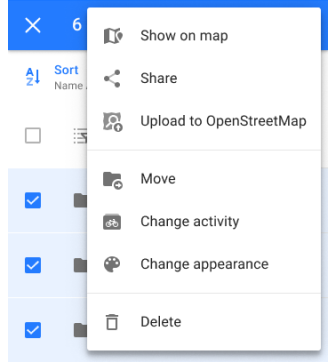 6
Show on map
Sort
Name
Share
Upload to OpenStreetMap
Move
Change activity
Change appearance
Delete